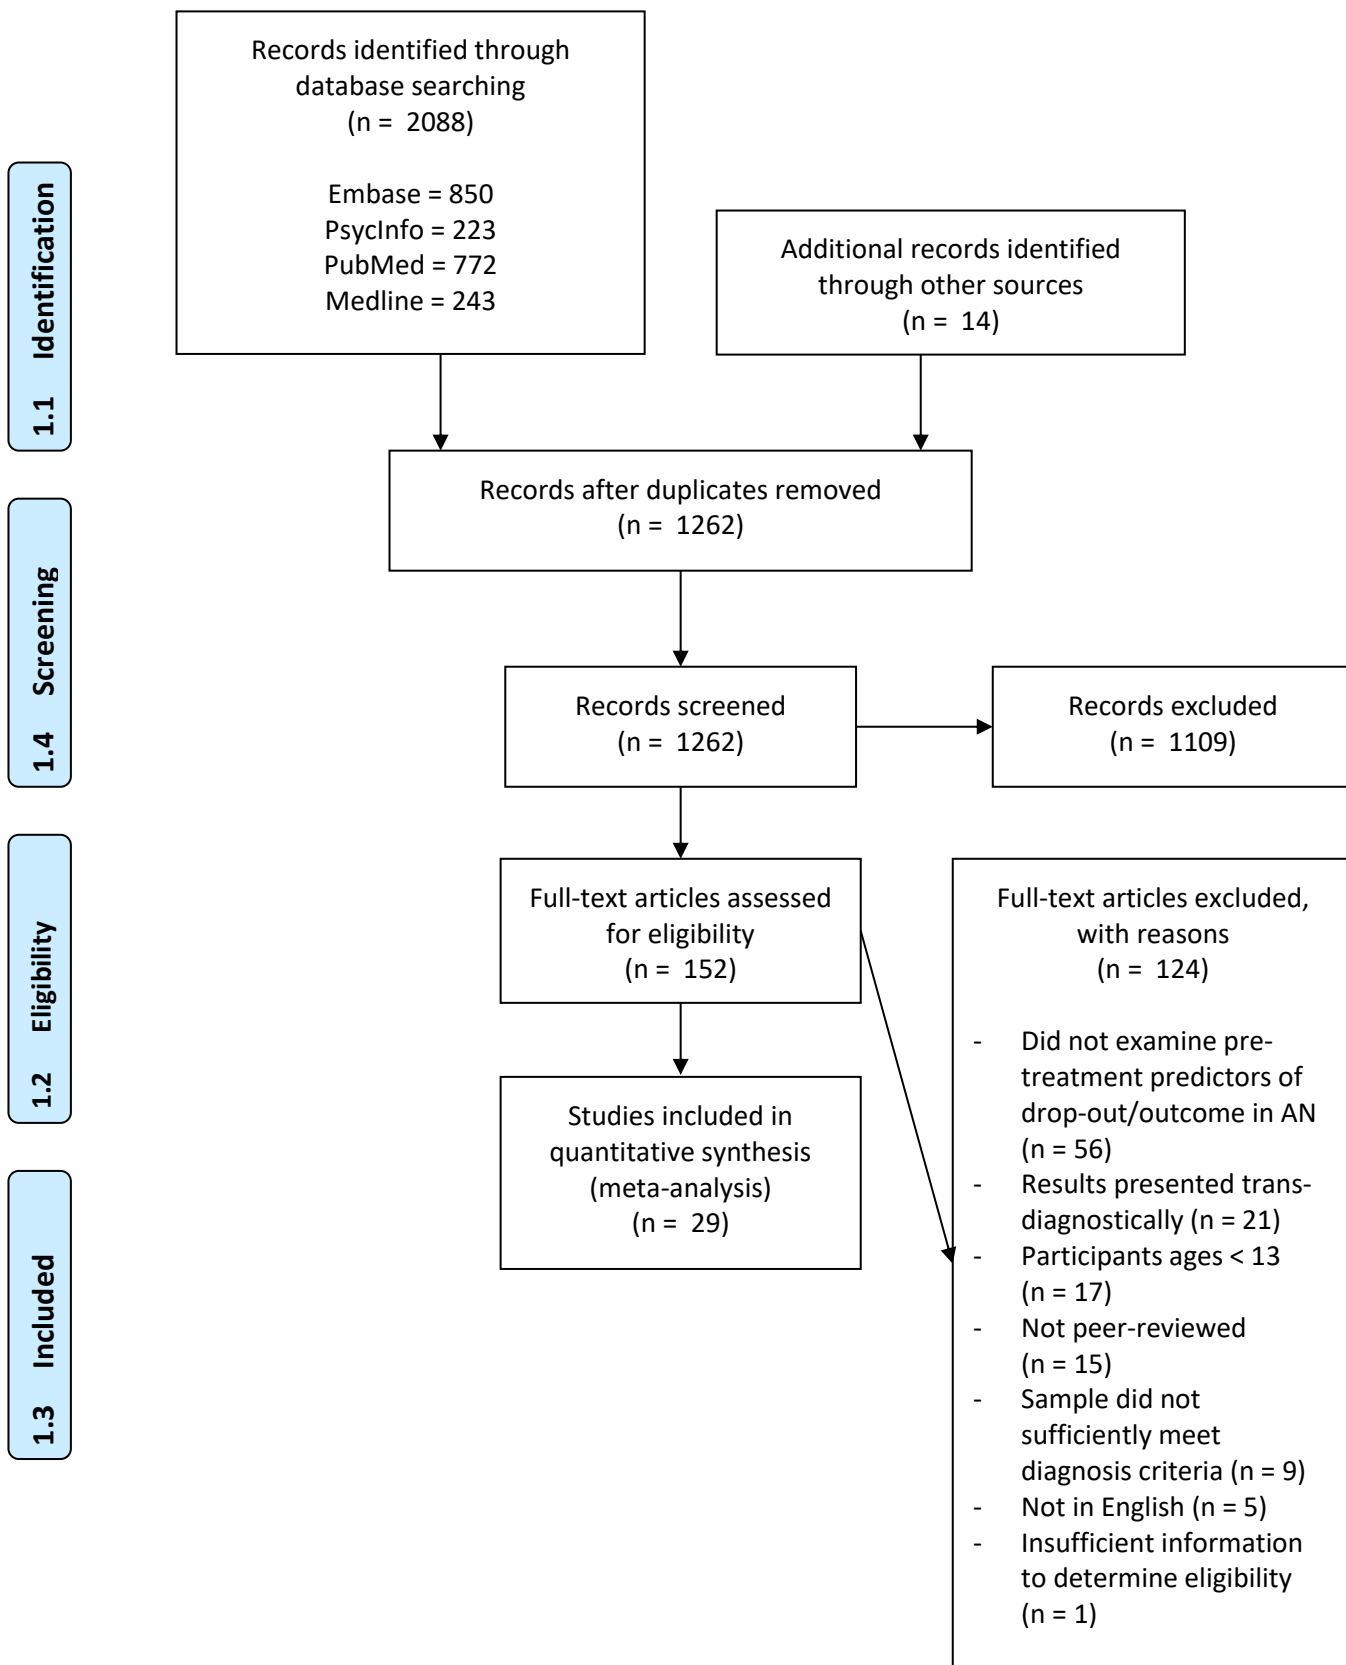 Records identified through
database searching
(n = 2088)
Embase = 850
PsycInfo = 223
PubMed = 772
Medline = 243
Additional records identified
through other sources
(n = 14)
1.1 Identification
Records after duplicates removed
(n = 1262)
1.4 Screening
Records screened
(n = 1262)
Records excluded
(n = 1109)
1.2 Eligibility
Full-text articles assessed
for eligibility
(n = 152)
Full-text articles excluded,
with reasons
(n = 124)
- Did not examine pre-
treatment predictors of
drop-out/outcome in AN
(n = 56)
- Results presented trans-
diagnostically (n = 21)
- Participants ages < 13
(n = 17)
- Not peer-reviewed
(n = 15)
- Sample did not
sufficiently meet
diagnosis criteria (n = 9)
- Not in English (n = 5)
- Insufficient information
to determine eligibility
(n = 1)
1.3 Included
Studies included in
quantitative synthesis
(meta-analysis)
(n = 29)